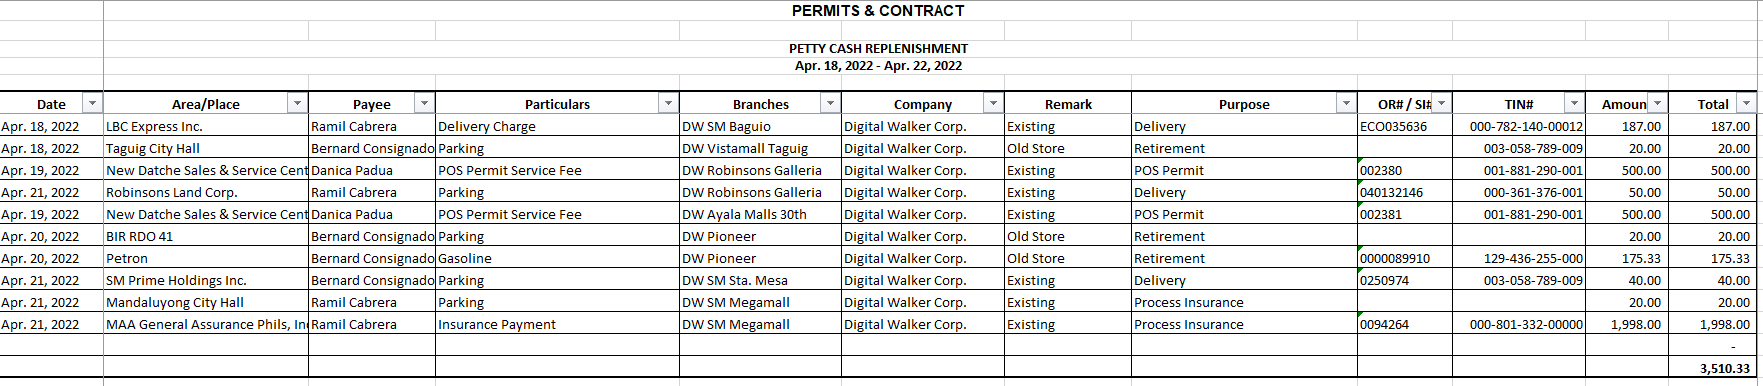 PERMITS & CONTRACT
PETTY CASH REPLENISHMENT
Apr. 18, 2022 - Apr. 22, 2022
Date Area/Place Payee Particulars Branches Company Remark Purpose OR# / SI# TIN# Amoun Total
Apr. 18, 2022 LBC Express Inc. Ramil Cabrera Delivery Charge DW SM Baguio Digital Walker Corp. Existing Delivery ECO035636 000-782-140-00012 187.00 187.00
Apr. 18, 2022 Taguig City Hall Bernard Consignado Parking DW Vistamall Taguig Digital Walker Corp. Old Store Retirement 003-058-789-009 20.00 20.00
Apr. 19, 2022 New Datche Sales & Service Cent Danica Padua POS Permit Service Fee DW Robinsons Galleria Digital Walker Corp. Existing POS Permit 002380 001-881-290-001 500.00 500.00
Apr. 21, 2022 Robinsons Land Corp. Ramil Cabrera Parking DW Robinsons Galleria Digital Walker Corp. Existing Delivery 040132146 000-361-376-001 50.00 50.00
Apr. 19, 2022 New Datche Sales & Service Cent Danica Padua POS Permit Service Fee DW Ayala Malls 30th Digital Walker Corp. Existing POS Permit 002381 001-881-290-001 500.00 500.00
Apr. 20, 2022 BIR RDO 41 Bernard Consignado Parking DW Pioneer Digital Walker Corp. Old Store Retirement 20.00 20.00
Apr. 20, 2022 Petron Bernard Consignado Gasoline DW Pioneer Digital Walker Corp. Old Store Retirement 0000089910 129-436-255-000 175.33 175.33
Apr. 21, 2022 SM Prime Holdings Inc. Bernard Consignado Parking DW SM Sta. Mesa Digital Walker Corp. Existing Delivery 0250974 003-058-789-009 40.00 40.00
Apr. 21, 2022 Mandaluyong City Hall Ramil Cabrera Parking DW SM Megamall Digital Walker Corp. Existing Process Insurance 20.00 20.00
Apr. 21, 2022 MAA General Assurance Phils, In Ramil Cabrera Insurance Payment DW SM Megamall Digital Walker Corp. Existing Process Insurance 0094264 000-801-332-00000 1,998.00 1,998.00
-
3,510.33